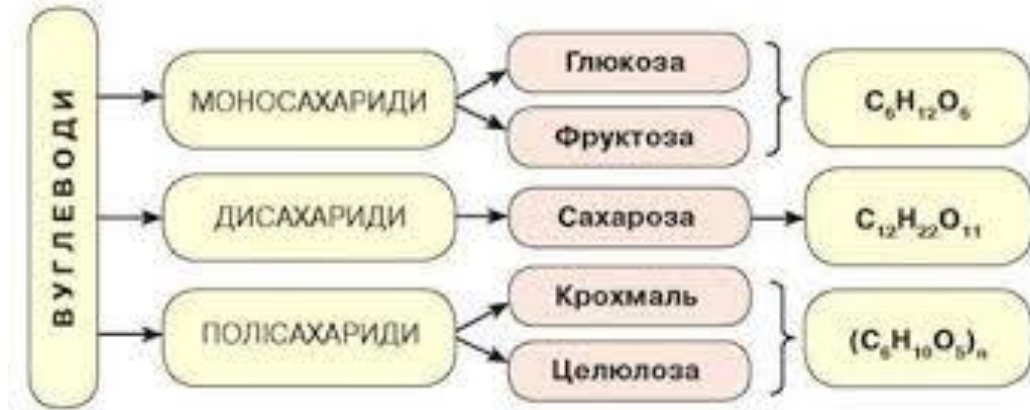 ВУГЛЕВОДИ
МОНОСАХАРИДИ
Глюкоза
Фруктоза
C₆H₁₂O₆
ДИСАХАРИДИ
Сахароза
C₁₂H₂₂O₁₁
ПОЛІСАХАРИДИ
Крохмаль
Целюлоза
(C₆H₁₀O₅)ₙ